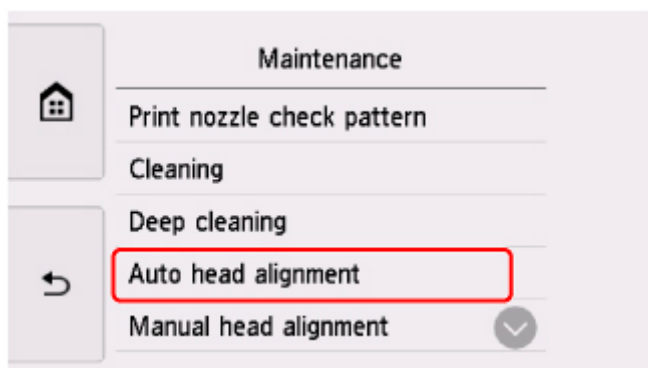 Maintenance
Print nozzle check pattern
Cleaning
Deep cleaning
Auto head alignment
Manual head alignment